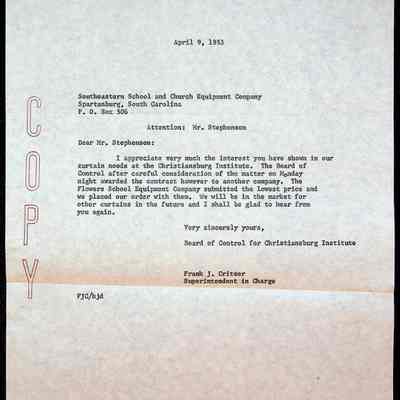 April 9, 1953
Southeastern School and Church Equipment Company
Spartanburg, South Carolina
P. O. Box 506
Attention: Mr. Stephenson
Dear Mr. Stephenson:
I appreciate very much the interest you have shown in our
curtain needs at the Christiansburg Institute. The Board of
Control after careful consideration of the matter on Monday
night awarded the contract however to another company. The
Flowers School Equipment Company submitted the lowest price and
we placed our order with them. We will be in the market for
other curtains in the future and I shall be glad to hear from
you again.
Very sincerely yours,
Board of Control for Christiansburg Institute
Frank J. Critzer
Superintendent in Charge
FJC/hjd
COPY